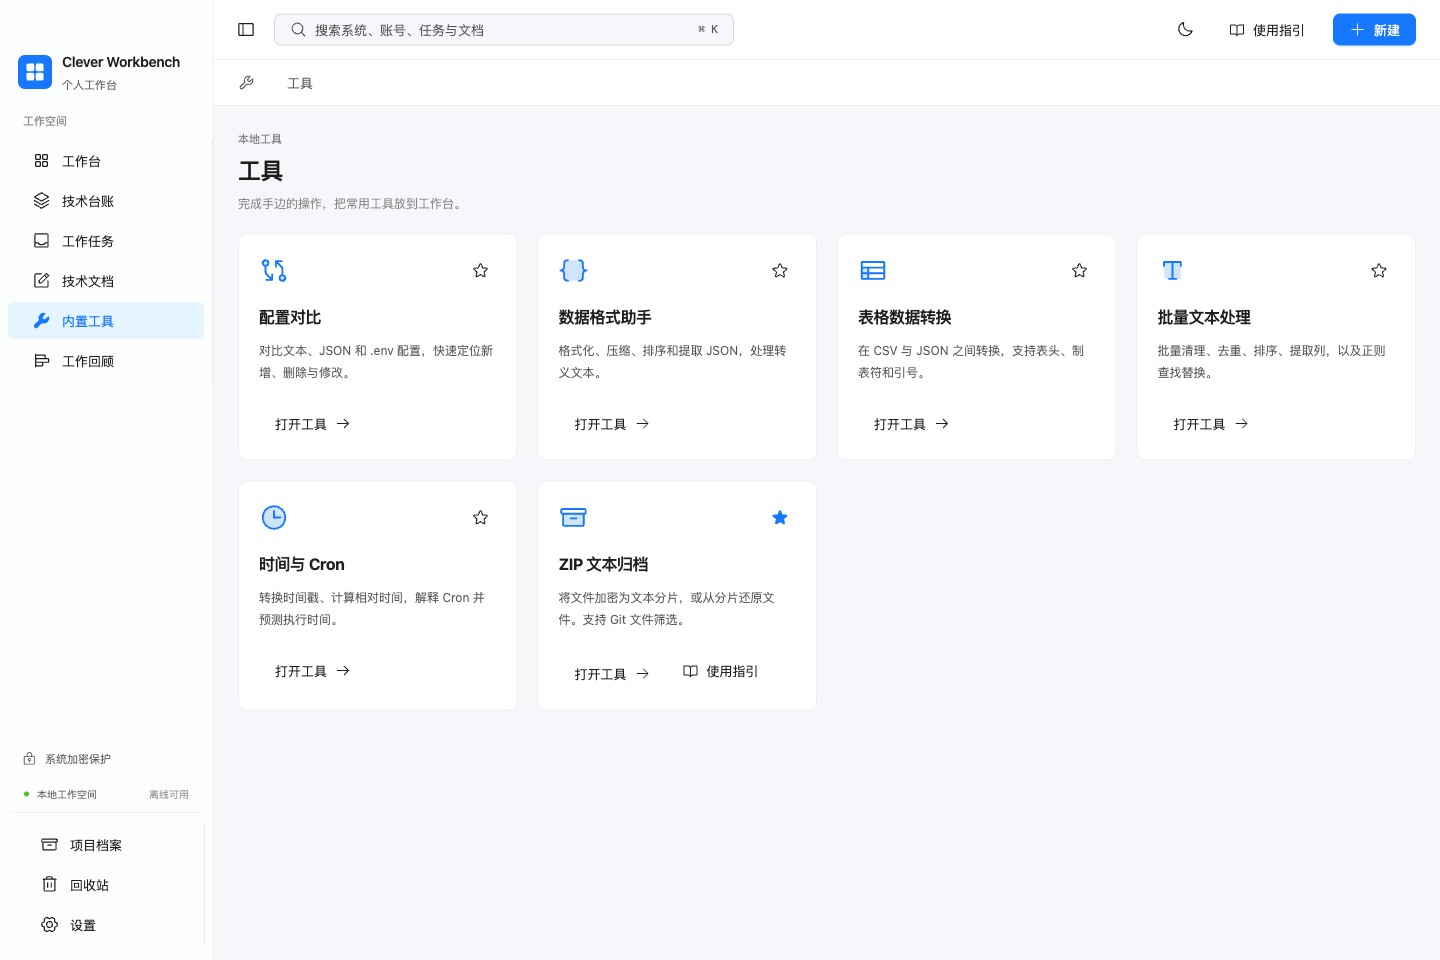 Clever Workbench
个人工作台
工作空间
工作台
技术台账
工作任务
技术文档
内置工具
工作回顾
系统加密保护
本地工作空间 离线可用
项目档案
回收站
设置
搜索系统、账号、任务与文档 ⌘ K
使用指引
新建
工具
本地工具
工具
完成手边的操作，把常用工具放到工作台。
配置对比
对比文本、JSON 和 .env 配置，快速定位新
增、删除与修改。
打开工具
数据格式助手
格式化、压缩、排序和提取 JSON，处理转
义文本。
打开工具
表格数据转换
在 CSV 与 JSON 之间转换，支持表头、制
表符和引号。
打开工具
批量文本处理
批量清理、去重、排序、提取列，以及正则
查找替换。
打开工具
时间与 Cron
转换时间戳、计算相对时间，解释 Cron 并
预测执行时间。
打开工具
ZIP 文本归档
将文件加密为文本分片，或从分片还原文
件。支持 Git 文件筛选。
打开工具
使用指引